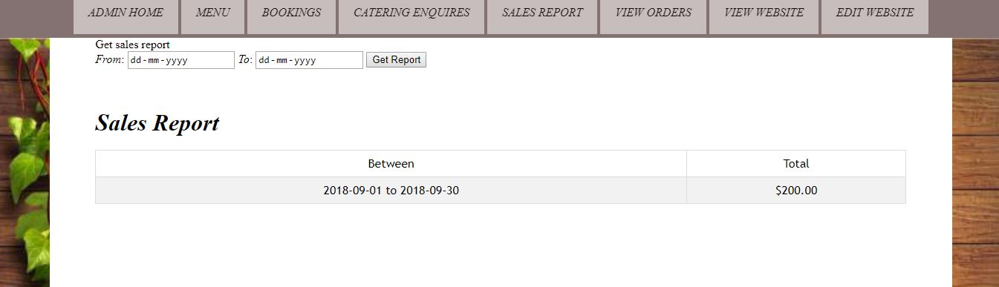 ADMIN HOME MENU BOOKINGS CATERING ENQUIRES SALES REPORT VIEW ORDERS VIEW WEBSITE EDIT WEBSITE
Get sales report
From: dd-mm-yyyy To: dd-mm-yyyy Get Report
Sales Report
Between Total
2018-09-01 to 2018-09-30 $200.00